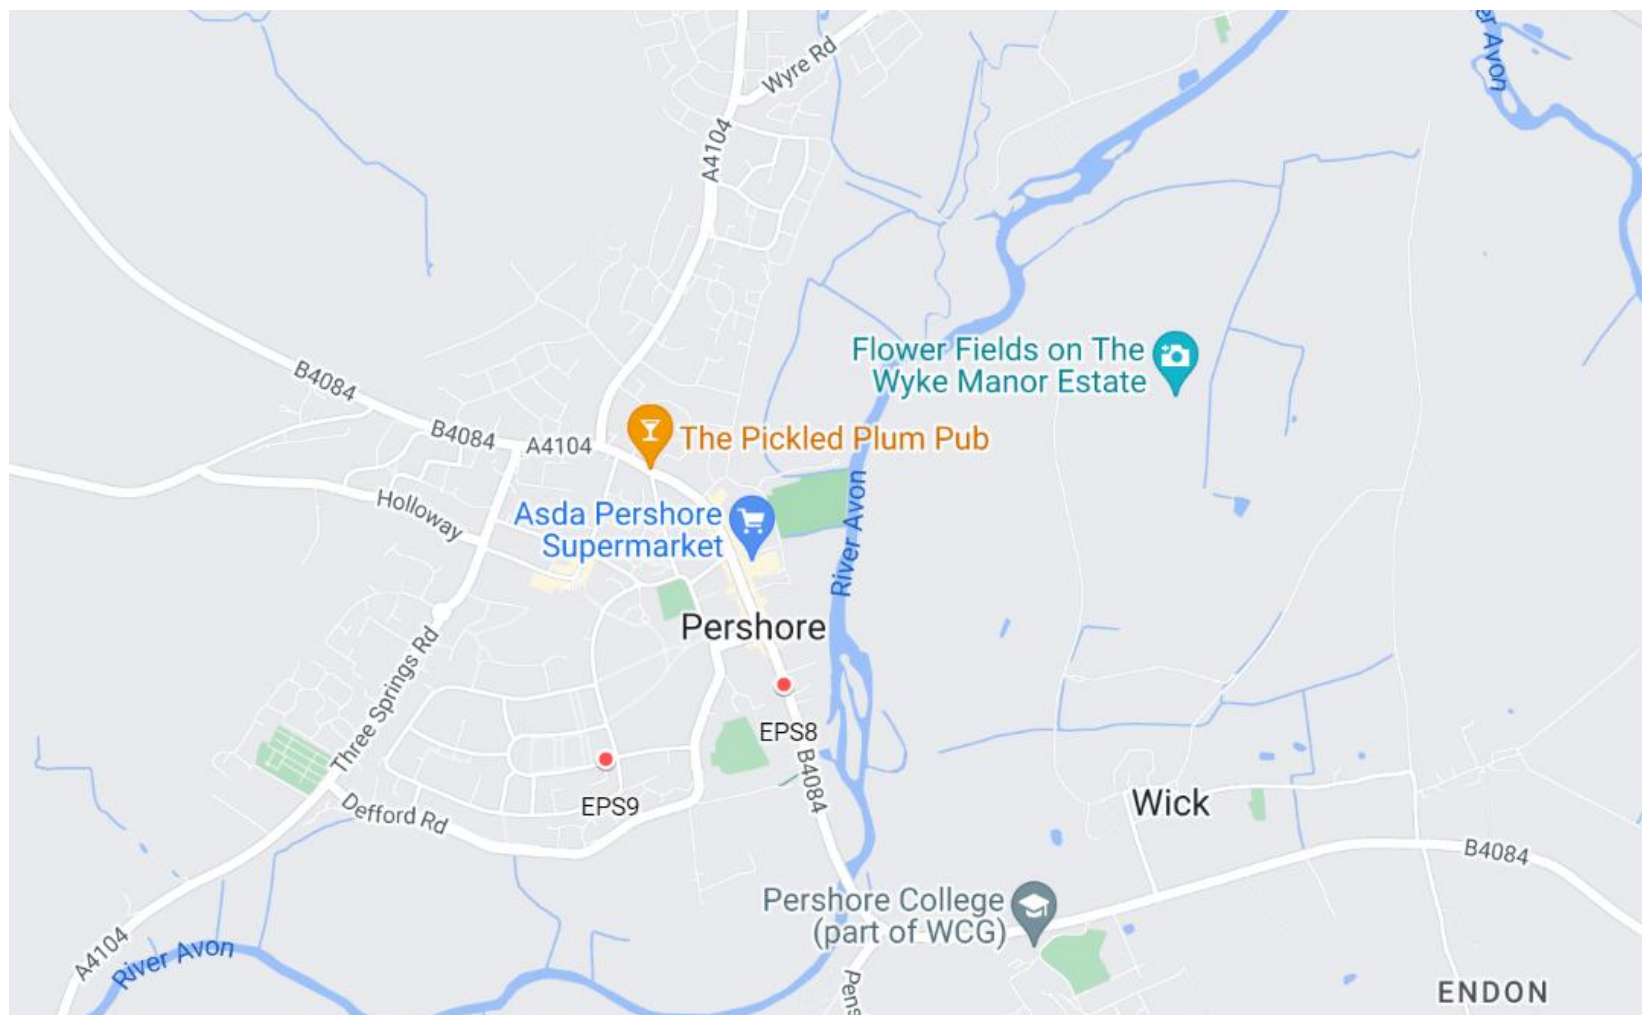 Wyre Rd
A4104
er Avon
B4084
B4084
A4104
The Pickled Plum Pub
Flower Fields on The
Wyke Manor Estate
Holloway
Asda Pershore
Supermarket
River Avon
Pershore
Three Springs Rd
EPS8
EPS9
B4084
Defford Rd
Wick
B4084
Pershore College
(part of WCG)
A4104
River Avon
Pens
ENDON